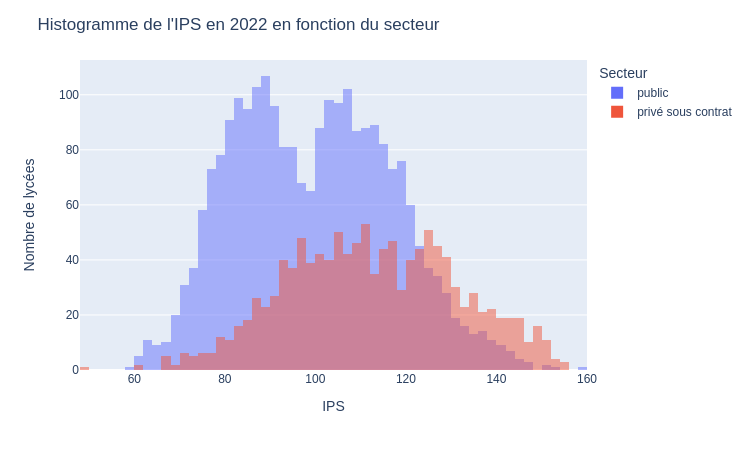 Histogramme de l'IPS en 2022 en fonction du secteur
Secteur
public
privé sous contrat
Nombre de lycées
100
80
60
40
20
0
60 80 100 120 140 160
IPS